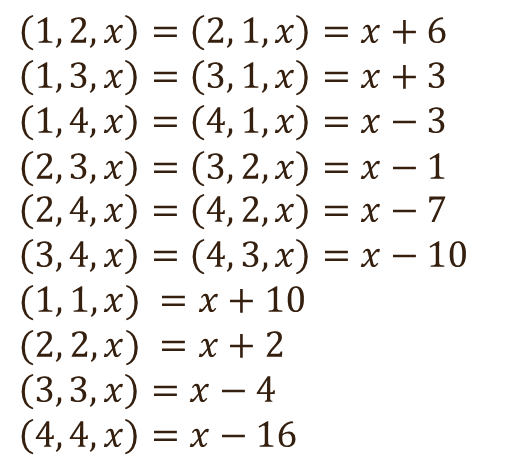 (1, 2, x) = (2, 1, x) = x + 6
(1, 3, x) = (3, 1, x) = x + 3
(1, 4, x) = (4, 1, x) = x − 3
(2, 3, x) = (3, 2, x) = x − 1
(2, 4, x) = (4, 2, x) = x − 7
(3, 4, x) = (4, 3, x) = x − 10
(1, 1, x) = x + 10
(2, 2, x) = x + 2
(3, 3, x) = x − 4
(4, 4, x) = x − 16